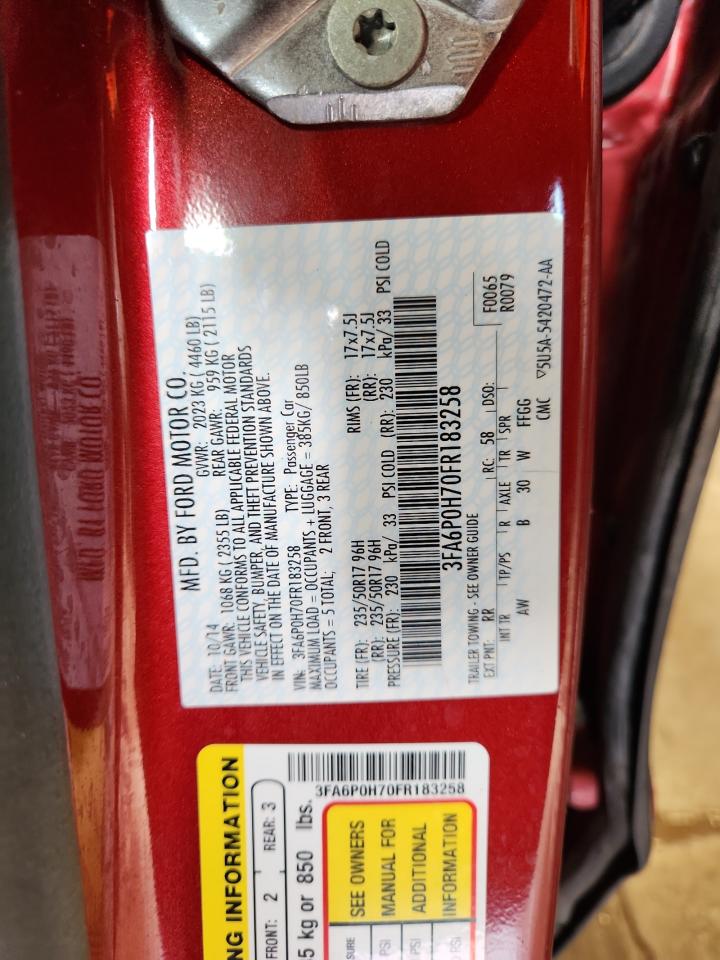 MFD. BY FORD MOTOR CO.
DATE: 10/14 GVWR: 2023 KG ( 4460 LB)
FRONT GAWR: 1068 KG ( 2355 LB) REAR GAWR: 959 KG ( 2115 LB)
THIS VEHICLE CONFORMS TO ALL APPLICABLE FEDERAL MOTOR
VEHICLE SAFETY, BUMPER, AND THEFT PREVENTION STANDARDS
IN EFFECT ON THE DATE OF MANUFACTURE SHOWN ABOVE.
VIN: 3FA6P0H70FR183258 TYPE: Passenger Car
MAXIMUM LOAD = OCCUPANTS + LUGGAGE = 385KG/ 850LB
OCCUPANTS = 5 TOTAL: 2 FRONT, 3 REAR
TIRE (FR): 235/50R17 96H RIMS (FR): 17x7.5J
(RR): 235/50R17 96H (RR): 17x7.5J
PRESSURE (FR): 230 kPa/ 33 PSI COLD (RR): 230 kPa/ 33 PSI COLD
3FA6P0H70FR183258
TRAILER TOWING - SEE OWNER GUIDE F0065
EXT PNT: RR RC: 58 DSO: R0079
INT TR TP/PS R AXLE TR SPR
AW B 30 W FFGG
CMC ▽5U5A-5420472-AA
NG INFORMATION
FRONT: 2 REAR: 3
5 kg or 850 lbs.
3FA6P0H70FR183258
SURE SEE OWNERS
PSI MANUAL FOR
PSI ADDITIONAL
PSI INFORMATION